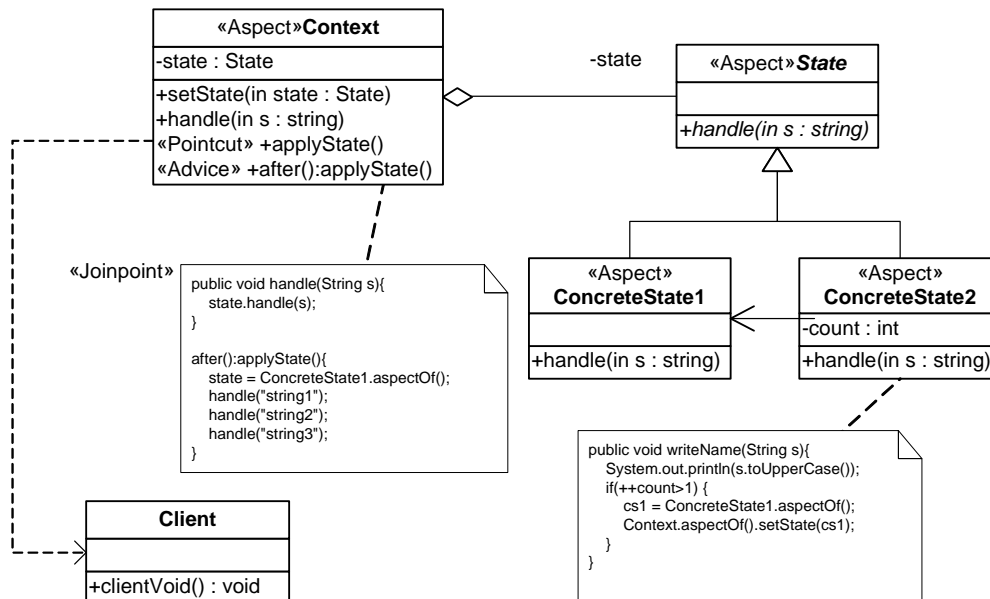 «Aspect»Context
-state : State
+setState(in state : State)
+handle(in s : string)
«Pointcut» +applyState()
«Advice» +after():applyState()
-state
«Aspect»State
+handle(in s : string)
«Joinpoint»
public void handle(String s){
state.handle(s);
}
after():applyState(){
state = ConcreteState1.aspectOf();
handle("string1");
handle("string2");
handle("string3");
}
«Aspect»
ConcreteState1
+handle(in s : string)
«Aspect»
ConcreteState2
-count : int
+handle(in s : string)
public void writeName(String s){
System.out.println(s.toUpperCase());
if(++count>1) {
cs1 = ConcreteState1.aspectOf();
Context.aspectOf().setState(cs1);
}
}
Client
+clientVoid() : void